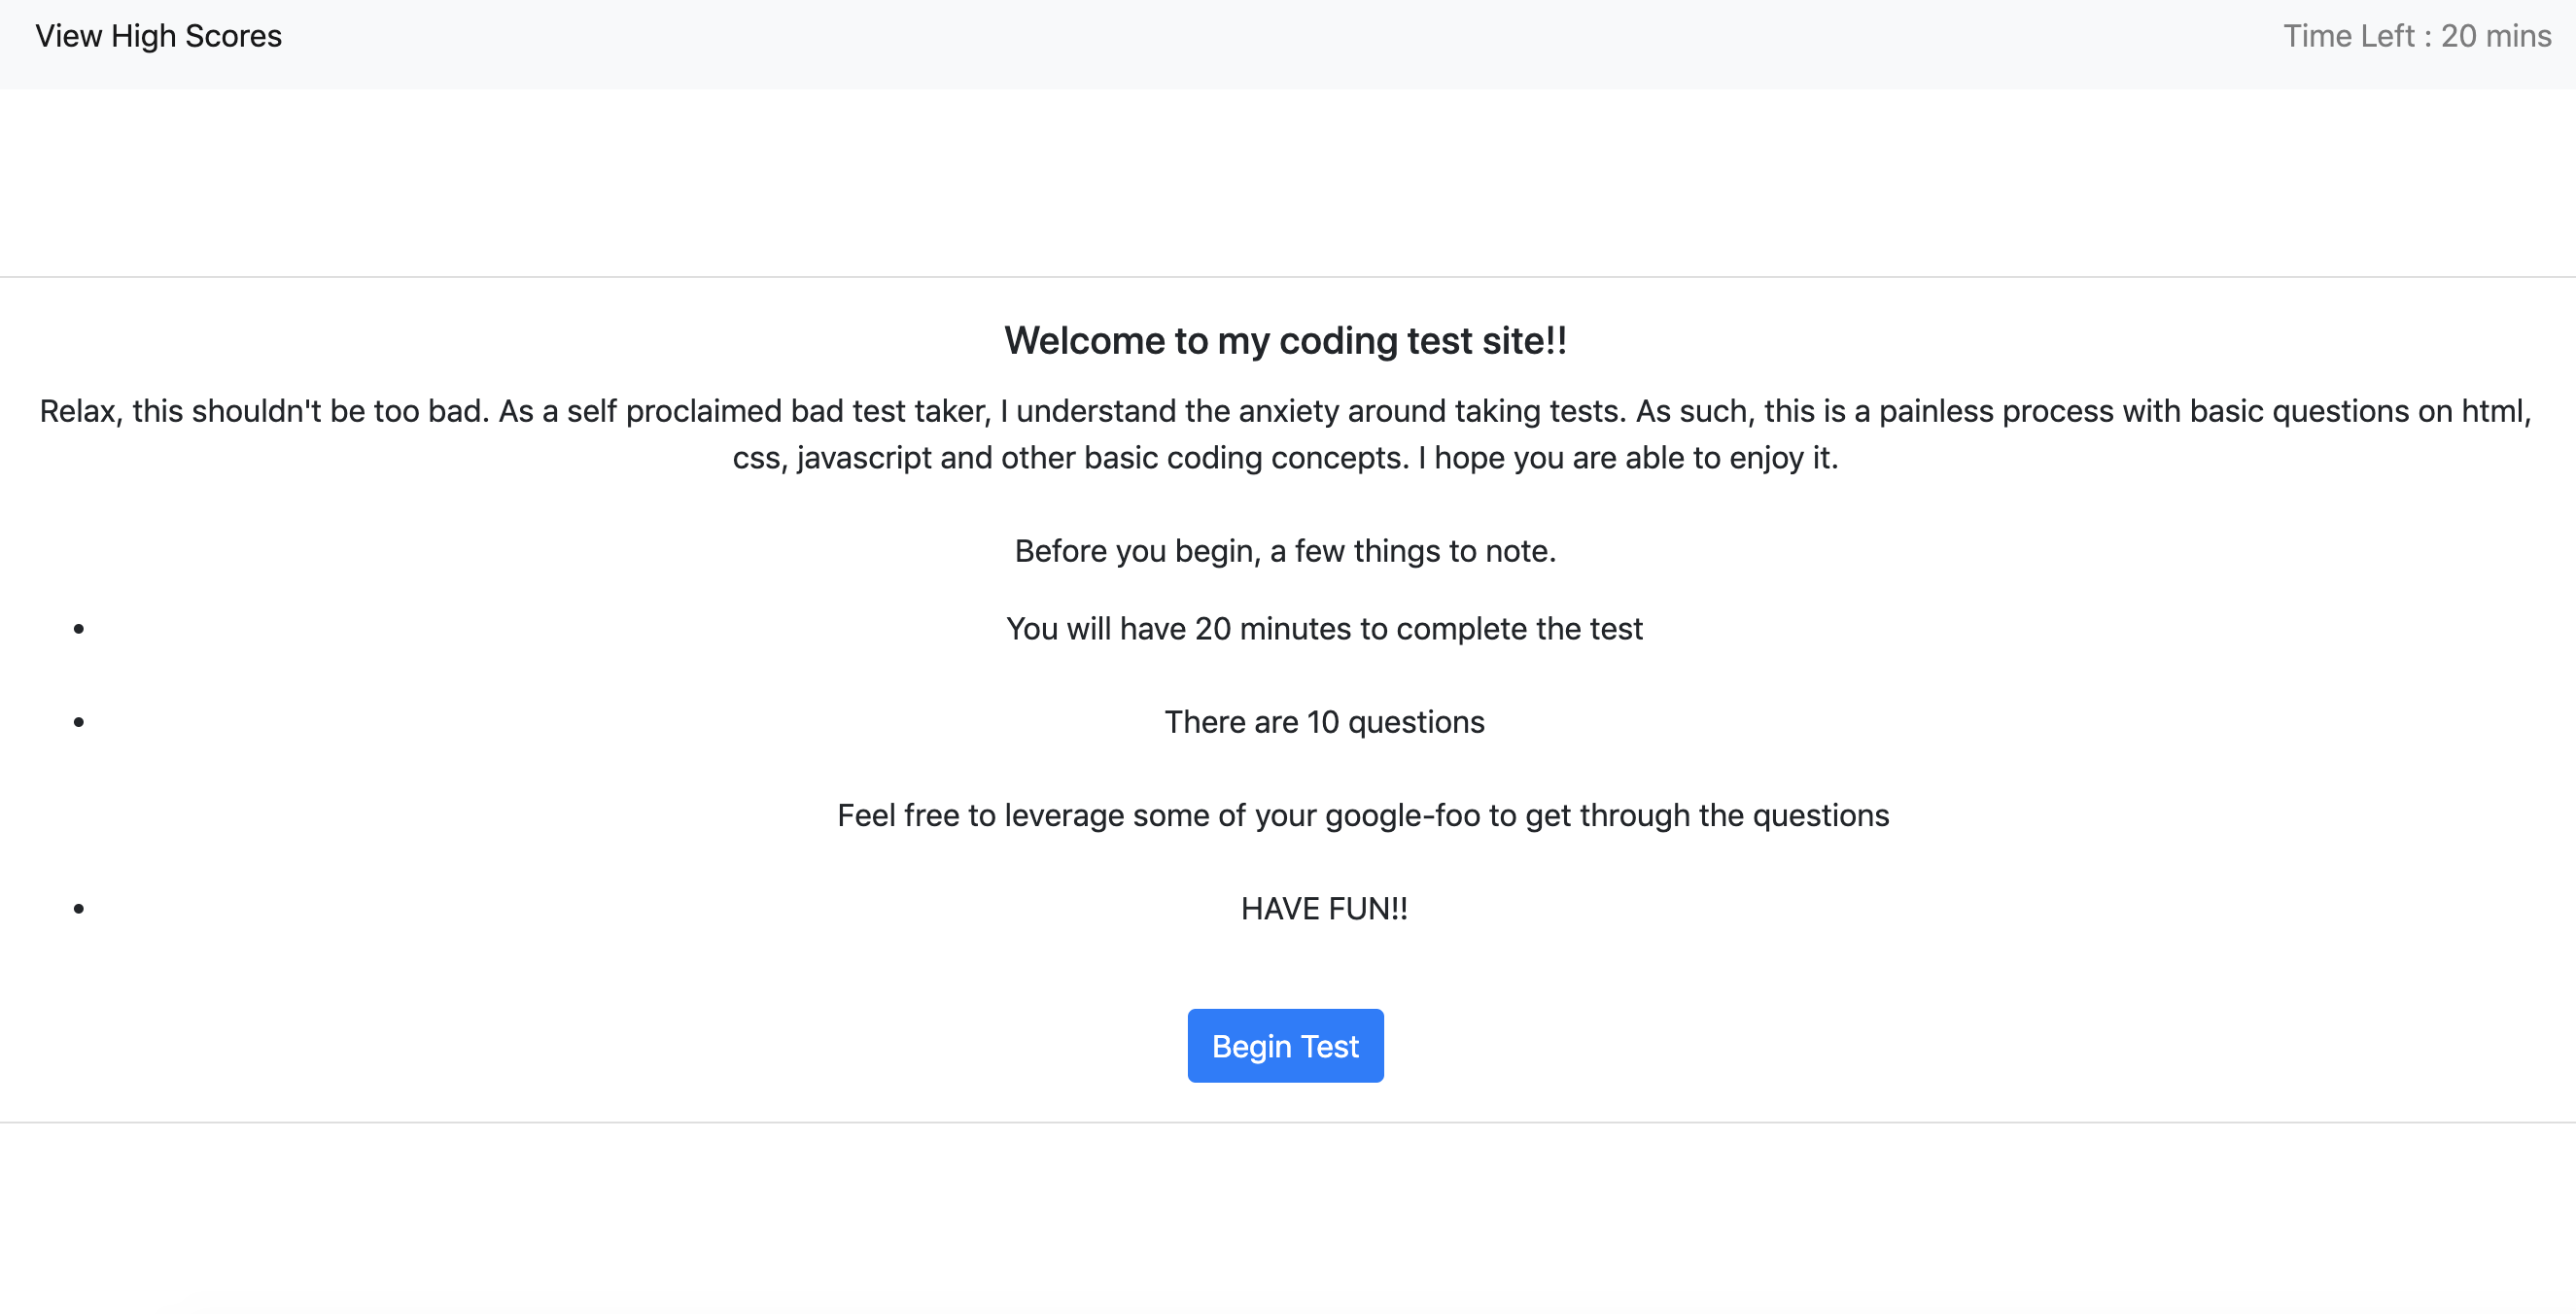 View High Scores
Time Left : 20 mins
Welcome to my coding test site!!
Relax, this shouldn't be too bad. As a self proclaimed bad test taker, I understand the anxiety around taking tests. As such, this is a painless process with basic questions on html,
css, javascript and other basic coding concepts. I hope you are able to enjoy it.
Before you begin, a few things to note.
• You will have 20 minutes to complete the test
• There are 10 questions
Feel free to leverage some of your google-foo to get through the questions
• HAVE FUN!!
Begin Test